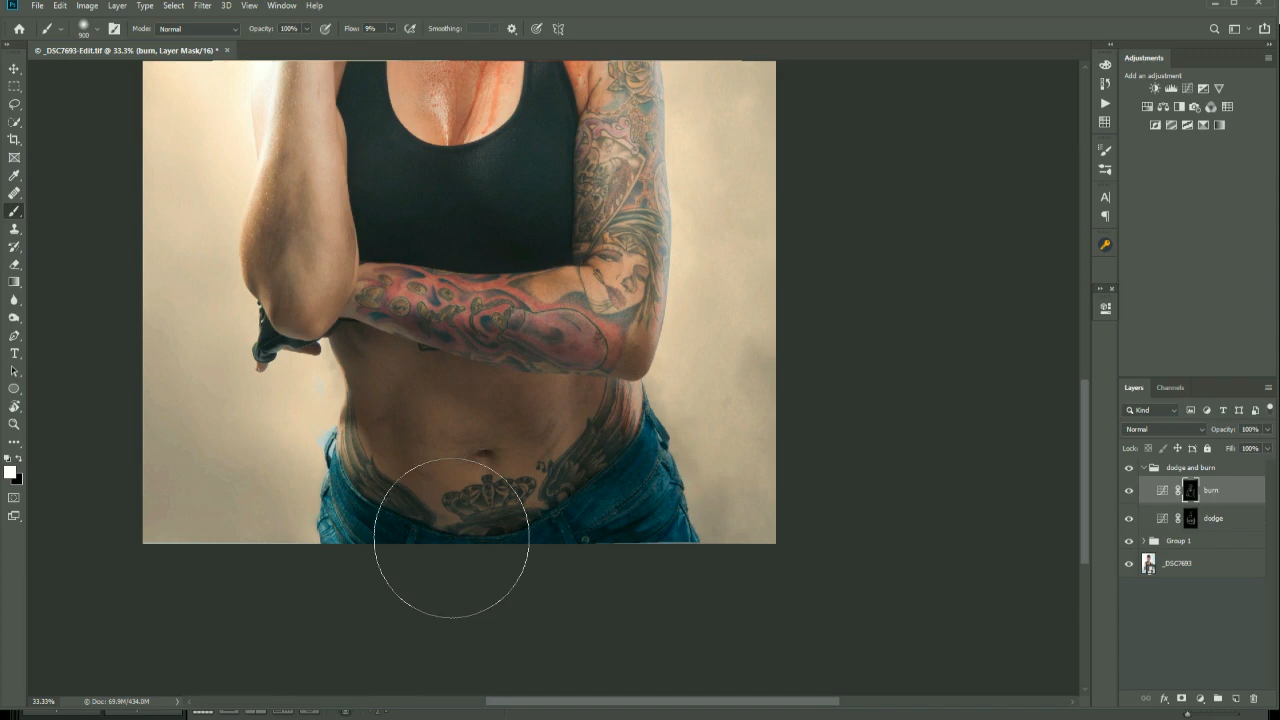 Ps File Edit Image Layer Type Select Filter 3D View Window Help
900 Mode: Normal Opacity: 100% Flow: 9% Smoothing:
© _DSC7693-Edit.tif @ 33.3% (burn, Layer Mask/16) * ×
Adjustments
Add an adjustment
Layers Channels
Kind
Normal Opacity: 100%
Lock: Fill: 100%
dodge and burn
burn
dodge
Group 1
_DSC7693
33.33% © Doc: 69.9M/434.0M